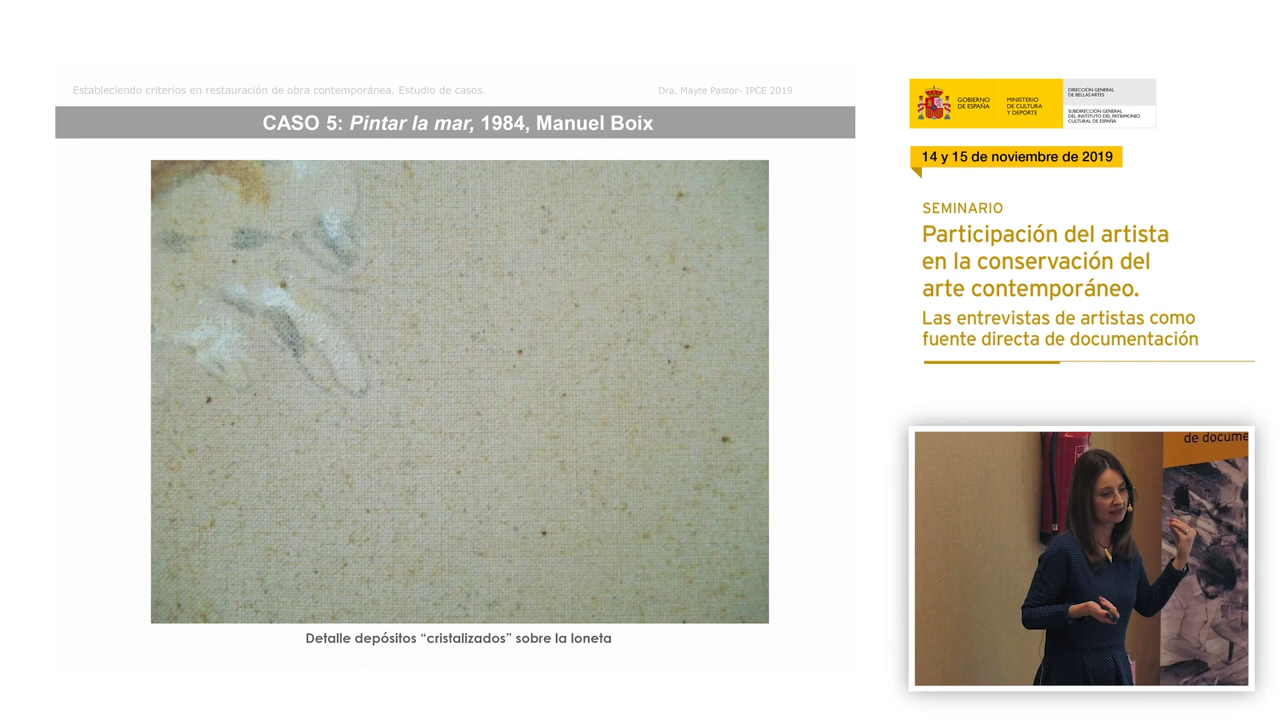 Estableciendo criterios en restauración de obra contemporánea. Estudio de casos.
Dra. Mayte Pastor- IPCE 2019
CASO 5: Pintar la mar, 1984, Manuel Boix
Detalle depósitos “cristalizados” sobre la loneta
GOBIERNO
DE ESPAÑA
MINISTERIO
DE CULTURA
Y DEPORTE
DIRECCIÓN GENERAL
DE BELLAS ARTES
SUBDIRECCIÓN GENERAL
DEL INSTITUTO DEL PATRIMONIO
CULTURAL DE ESPAÑA
14 y 15 de noviembre de 2019
SEMINARIO
Participación del artista
en la conservación del
arte contemporáneo.
Las entrevistas de artistas como
fuente directa de documentación
de docume